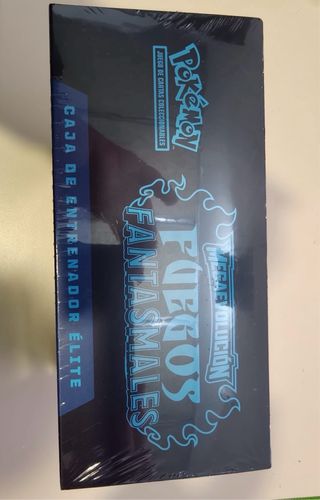 POKÉMON
JUEGO DE CARTAS COLECCIONABLES
MEGAEVOLUCIÓN
FUEGOS
FANTASMALES
CAJA DE ENTRENADOR ÉLITE